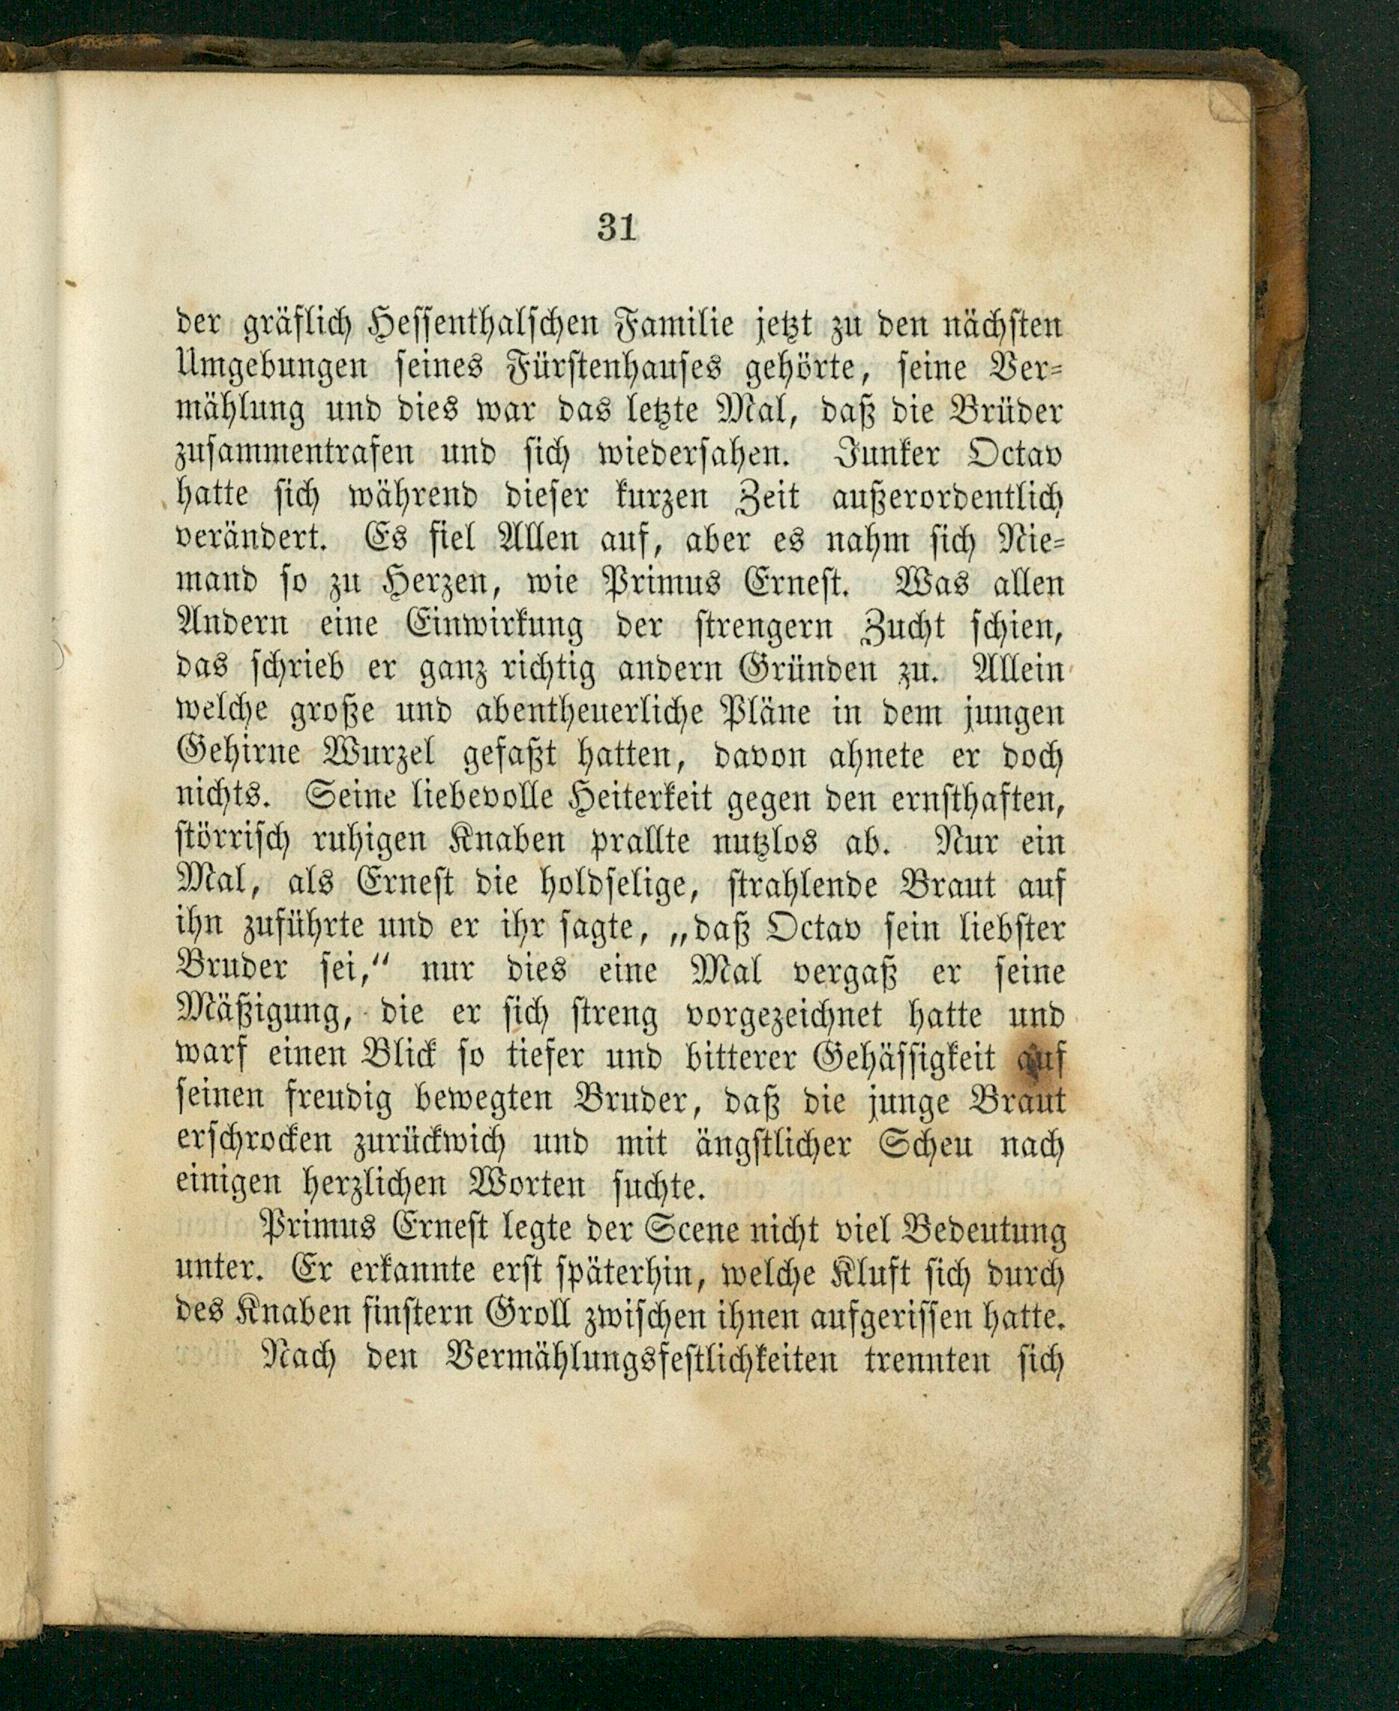 31
der gräflich Hessenthalschen Familie jetzt zu den nächsten
Umgebungen seines Fürstenhauses gehörte, seine Ver-
mählung und dies war das letzte Mal, daß die Brüder
zusammentrafen und sich wiedersahen. Junker Octav
hatte sich während dieser kurzen Zeit außerordentlich
verändert. Es fiel Allen auf, aber es nahm sich Nie-
mand so zu Herzen, wie Primus Ernest. Was allen
Andern eine Einwirkung der strengern Zucht schien,
das schrieb er ganz richtig andern Gründen zu. Allein
welche große und abentheuerliche Pläne in dem jungen
Gehirne Wurzel gefaßt hatten, davon ahnete er doch
nichts. Seine liebevolle Heiterkeit gegen den ernsthaften,
störrisch ruhigen Knaben prallte nutzlos ab. Nur ein
Mal, als Ernest die holdselige, strahlende Braut auf
ihn zuführte und er ihr sagte, „daß Octav sein liebster
Bruder sei,“ nur dies eine Mal vergaß er seine
Mäßigung, die er sich streng vorgezeichnet hatte und
warf einen Blick so tiefer und bitterer Gehässigkeit auf
seinen freudig bewegten Bruder, daß die junge Braut
erschrocken zurückwich und mit ängstlicher Scheu nach
einigen herzlichen Worten suchte.
Primus Ernest legte der Scene nicht viel Bedeutung
unter. Er erkannte erst späterhin, welche Kluft sich durch
des Knaben finstern Groll zwischen ihnen aufgerissen hatte.
Nach den Vermählungsfestlichkeiten trennten sich